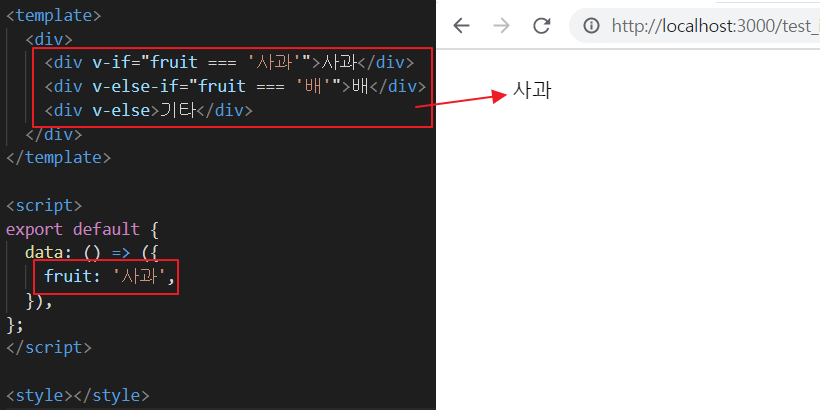 <template>
<div>
<div v-if="fruit === '사과'">사과</div>
<div v-else-if="fruit === '배'">배</div>
<div v-else>기타</div>
</div>
</template>
<script>
export default {
data: () => ({
fruit: '사과',
}),
};
</script>
<style></style>
http://localhost:3000/test_
사과